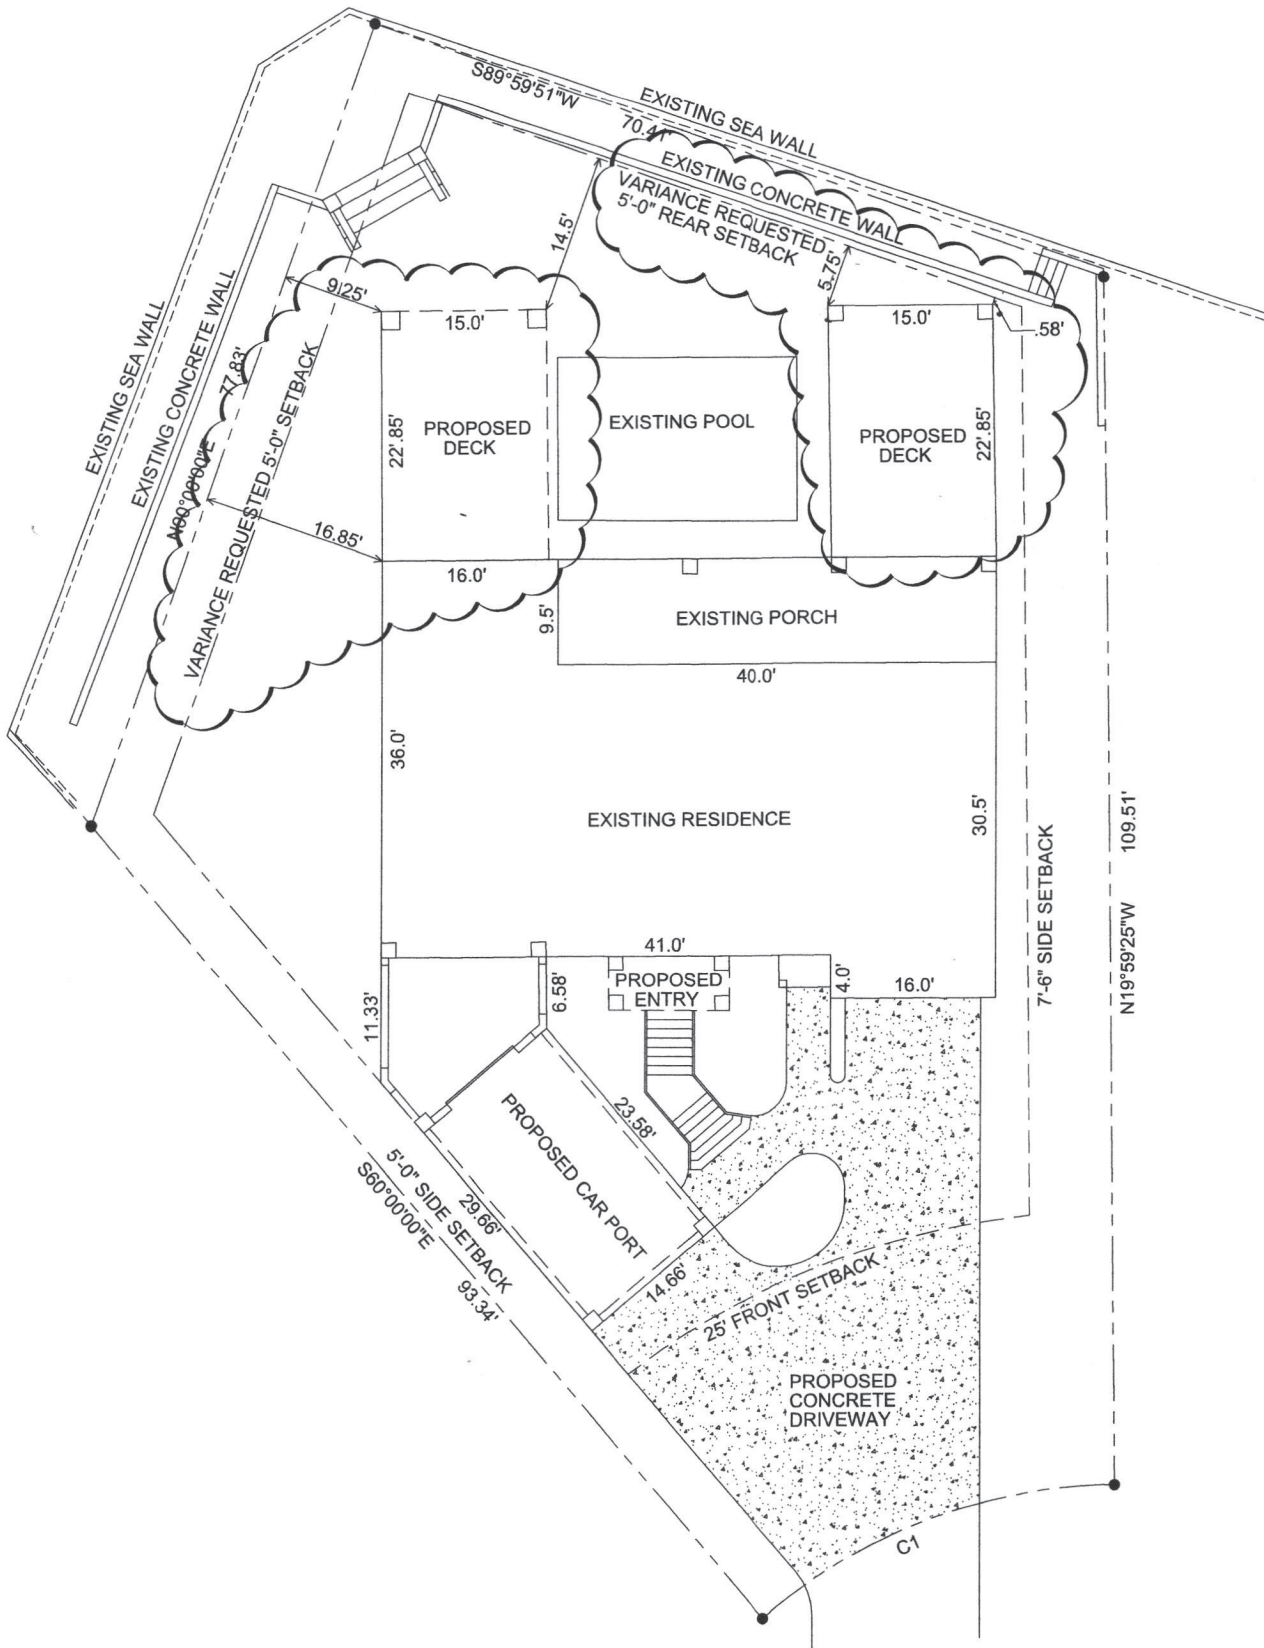 S89°59'51"W
70.41'
EXISTING SEA WALL
EXISTING CONCRETE WALL
VARIANCE REQUESTED
5'-0" REAR SETBACK
14.5'
5.75'
9.25'
15.0'
15.0'
.58'
EXISTING SEA WALL
EXISTING CONCRETE WALL
77.83'
N00°00'00"E
VARIANCE REQUESTED 5'-0" SETBACK
22'.85'
PROPOSED
DECK
EXISTING POOL
PROPOSED
DECK
22'.85'
16.85'
16.0'
9.5'
EXISTING PORCH
40.0'
36.0'
EXISTING RESIDENCE
30.5'
7'-6" SIDE SETBACK
109.51'
N19°59'25"W
41.0'
PROPOSED
ENTRY
4.0'
16.0'
11.33'
6.58'
23.58'
PROPOSED CAR PORT
5'-0" SIDE SETBACK
S60°00'00"E
93.34'
29.66'
14.66'
25' FRONT SETBACK
PROPOSED
CONCRETE
DRIVEWAY
C1